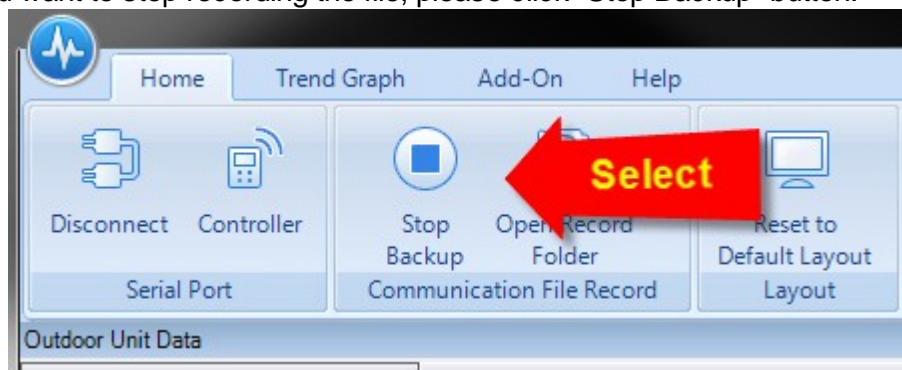 want to stop recording the file, please click "Stop Backup" button.
Home Trend Graph Add-On Help
Select
Disconnect Controller Stop Backup Open Record Folder Reset to Default Layout
Serial Port Communication File Record Layout
Outdoor Unit Data